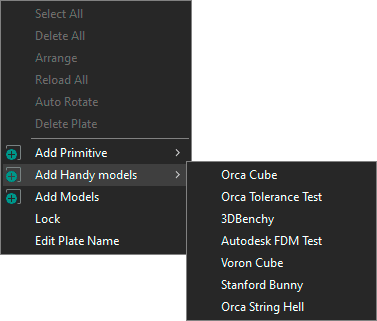 Select All
Delete All
Arrange
Reload All
Auto Rotate
Delete Plate
Add Primitive
Add Handy models
Add Models
Lock
Edit Plate Name
Orca Cube
Orca Tolerance Test
3DBenchy
Autodesk FDM Test
Voron Cube
Stanford Bunny
Orca String Hell